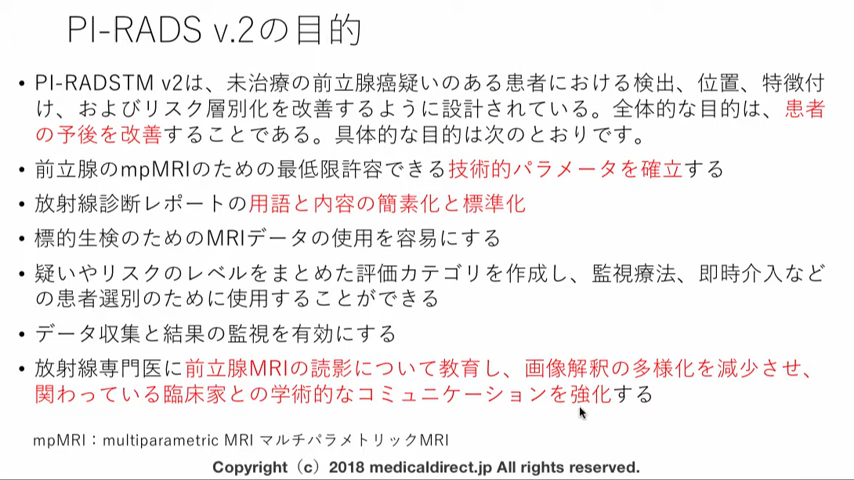 PI-RADS v.2の目的
• PI-RADSTM v2は、未治療の前立腺癌疑いのある患者における検出、位置、特徴付
け、およびリスク層別化を改善するように設計されている。全体的な目的は、患者
の予後を改善することである。具体的な目的は次のとおりです。
• 前立腺のmpMRIのための最低限許容できる技術的パラメータを確立する
• 放射線診断レポートの用語と内容の簡素化と標準化
• 標的生検のためのMRIデータの使用を容易にする
• 疑いやリスクのレベルをまとめた評価カテゴリを作成し、監視療法、即時介入など
の患者選別のために使用することができる
• データ収集と結果の監視を有効にする
• 放射線専門医に前立腺MRIの読影について教育し、画像解釈の多様化を減少させ、
関わっている臨床家との学術的なコミュニケーションを強化する
mpMRI：multiparametric MRI マルチパラメトリックMRI
Copyright（c）2018 medicaldirect.jp All rights reserved.